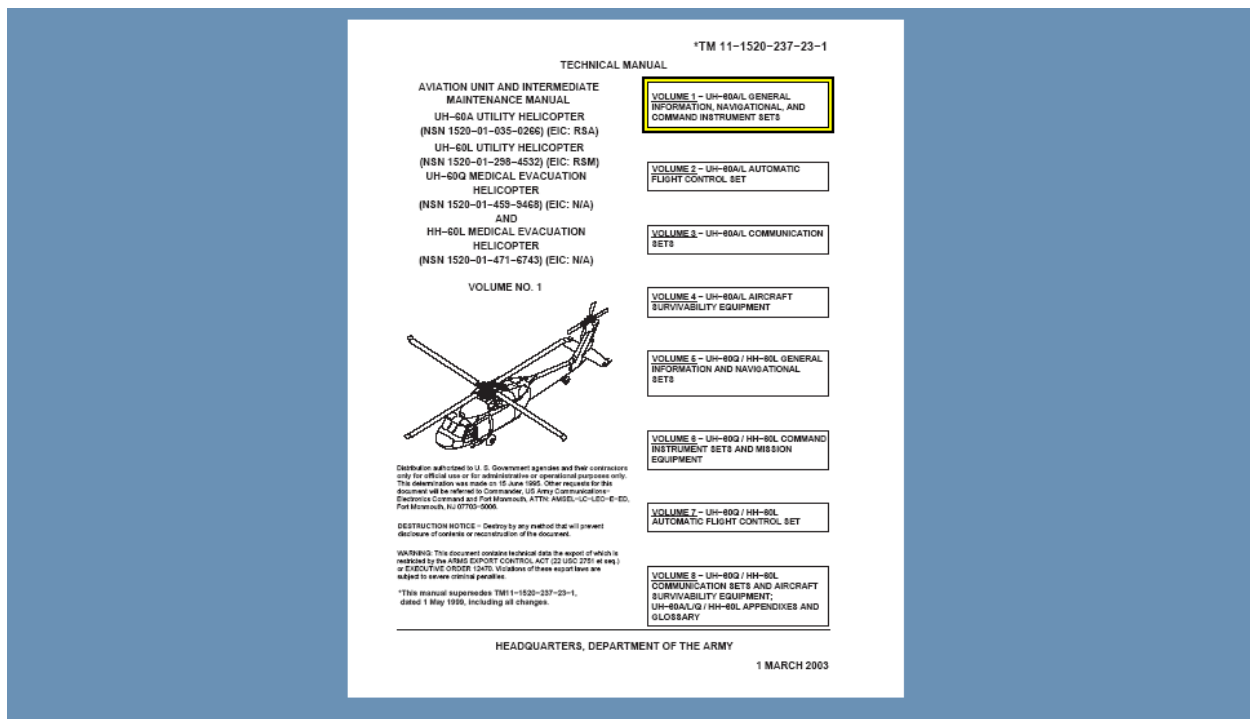 *TM 11-1520-237-23-1
TECHNICAL MANUAL
AVIATION UNIT AND INTERMEDIATE
MAINTENANCE MANUAL
UH-60A UTILITY HELICOPTER
(NSN 1520-01-035-0266) (EIC: RSA)
UH-60L UTILITY HELICOPTER
(NSN 1520-01-298-4532) (EIC: RSM)
UH-60Q MEDICAL EVACUATION
HELICOPTER
(NSN 1520-01-459-9468) (EIC: N/A)
AND
HH-60L MEDICAL EVACUATION
HELICOPTER
(NSN 1520-01-471-6743) (EIC: N/A)
VOLUME NO. 1
Distribution authorized to U. S. Government agencies and their contractors
only for official use or for administrative or operational purposes only.
This determination was made on 15 June 1995. Other requests for this
document will be referred to Commander, US Army Communications-
Electronics Command and Fort Monmouth, ATTN: AMSEL-LC-LEO-E-ED,
Fort Monmouth, NJ 07703-5006.
DESTRUCTION NOTICE - Destroy by any method that will prevent
disclosure of contents or reconstruction of the document.
WARNING: This document contains technical data the export of which is
restricted by the ARMS EXPORT CONTROL ACT (22 USC 2751 et seq.)
or EXECUTIVE ORDER 12470. Violations of these export laws are
subject to severe criminal penalties.
*This manual supersedes TM11-1520-237-23-1,
dated 1 May 1999, including all changes.
VOLUME 1 - UH-60A/L GENERAL
INFORMATION, NAVIGATIONAL, AND
COMMAND INSTRUMENT SETS
VOLUME 2 - UH-60A/L AUTOMATIC
FLIGHT CONTROL SET
VOLUME 3 - UH-60A/L COMMUNICATION
SETS
VOLUME 4 - UH-60A/L AIRCRAFT
SURVIVABILITY EQUIPMENT
VOLUME 5 - UH-60Q / HH-60L GENERAL
INFORMATION AND NAVIGATIONAL
SETS
VOLUME 6 - UH-60Q / HH-60L COMMAND
INSTRUMENT SETS AND MISSION
EQUIPMENT
VOLUME 7 - UH-60Q / HH-60L
AUTOMATIC FLIGHT CONTROL SET
VOLUME 8 - UH-60Q / HH-60L
COMMUNICATION SETS AND AIRCRAFT
SURVIVABILITY EQUIPMENT;
UH-60A/L/Q / HH-60L APPENDIXES AND
GLOSSARY
HEADQUARTERS, DEPARTMENT OF THE ARMY
1 MARCH 2003